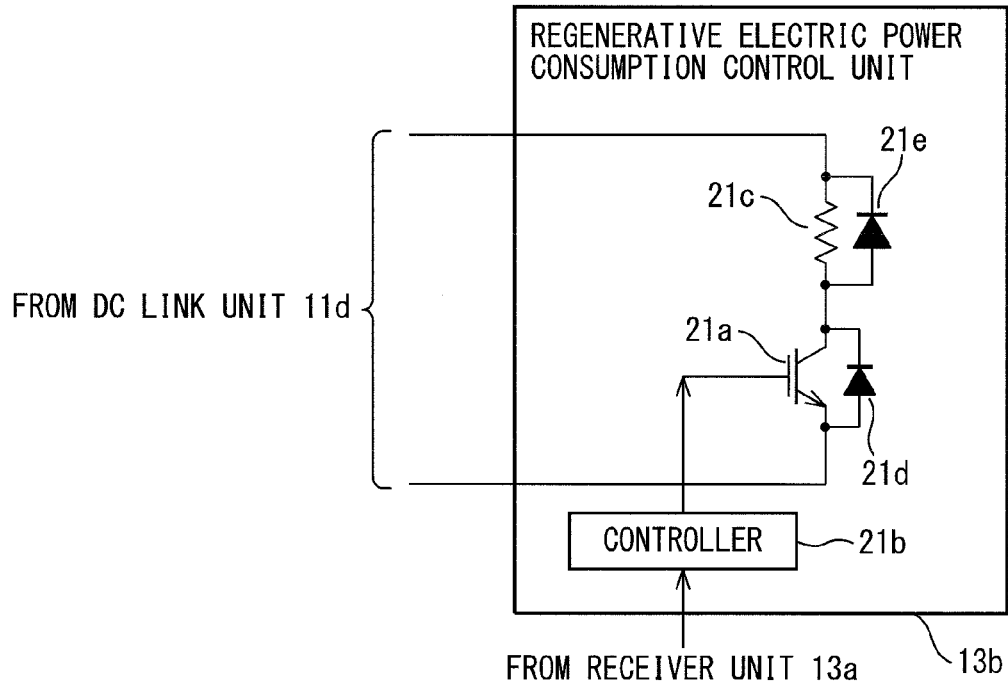 REGENERATIVE ELECTRIC POWER
CONSUMPTION CONTROL UNIT
21e
21c
FROM DC LINK UNIT 11d
21a
21d
CONTROLLER
21b
FROM RECEIVER UNIT 13a
13b